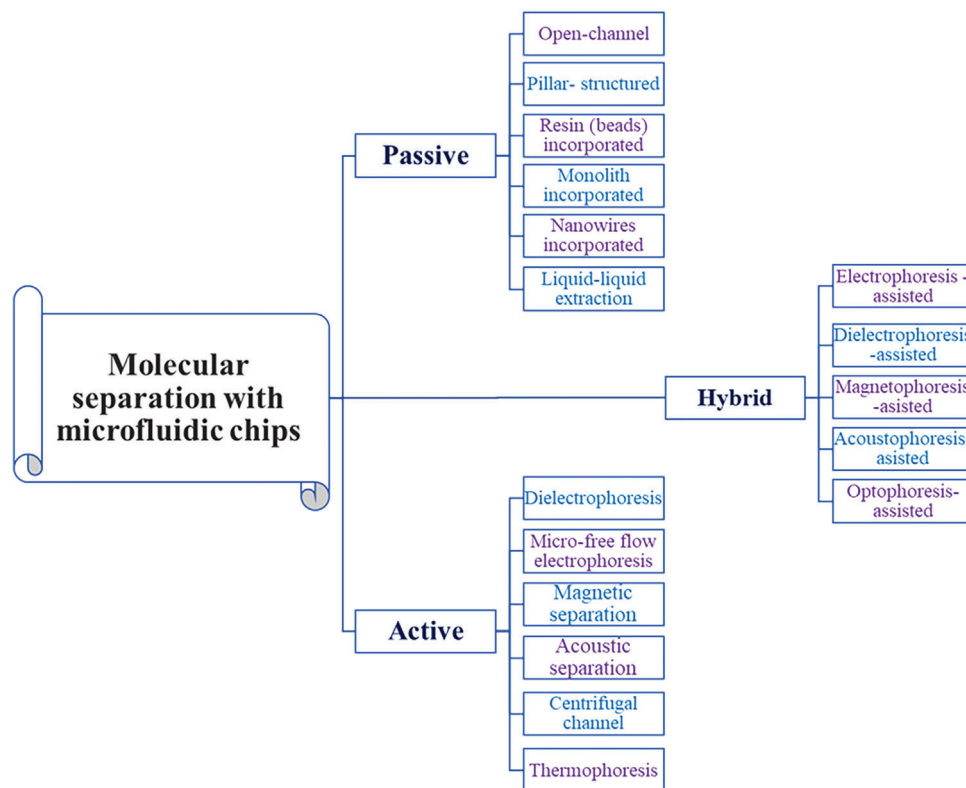 Molecular
separation with
microfluidic chips
Passive
Open-channel
Pillar- structured
Resin (beads)
incorporated
Monolith
incorporated
Nanowires
incorporated
Liquid-liquid
extraction
Hybrid
Electrophoresis -
assisted
Dielectrophoresis
-assisted
Magnetophoresis
-asisted
Acoustophoresis
asisted
Optophoresis-
assisted
Active
Dielectrophoresis
Micro-free flow
electrophoresis
Magnetic
separation
Acoustic
separation
Centrifugal
channel
Thermophoresis